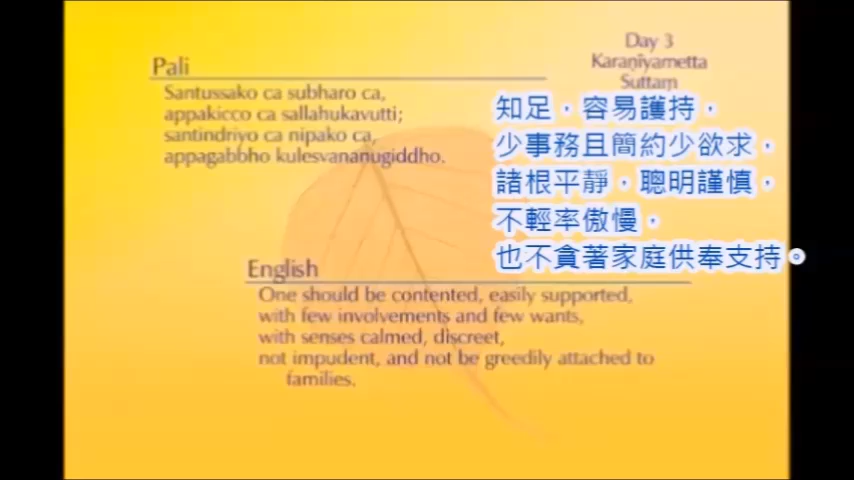 Day 3
Karaṇīyametta
Suttaṃ
Pali
Santussako ca subharo ca,
appakicco ca sallahukavutti;
santindriyo ca nipako ca,
appagabbho kulesvananugiddho.
知足，容易護持，
少事務且簡約少欲求，
諸根平靜，聰明謹慎，
不輕率傲慢，
也不貪著家庭供奉支持。
English
One should be contented, easily supported,
with few involvements and few wants,
with senses calmed, discreet,
not impudent, and not be greedily attached to
families.